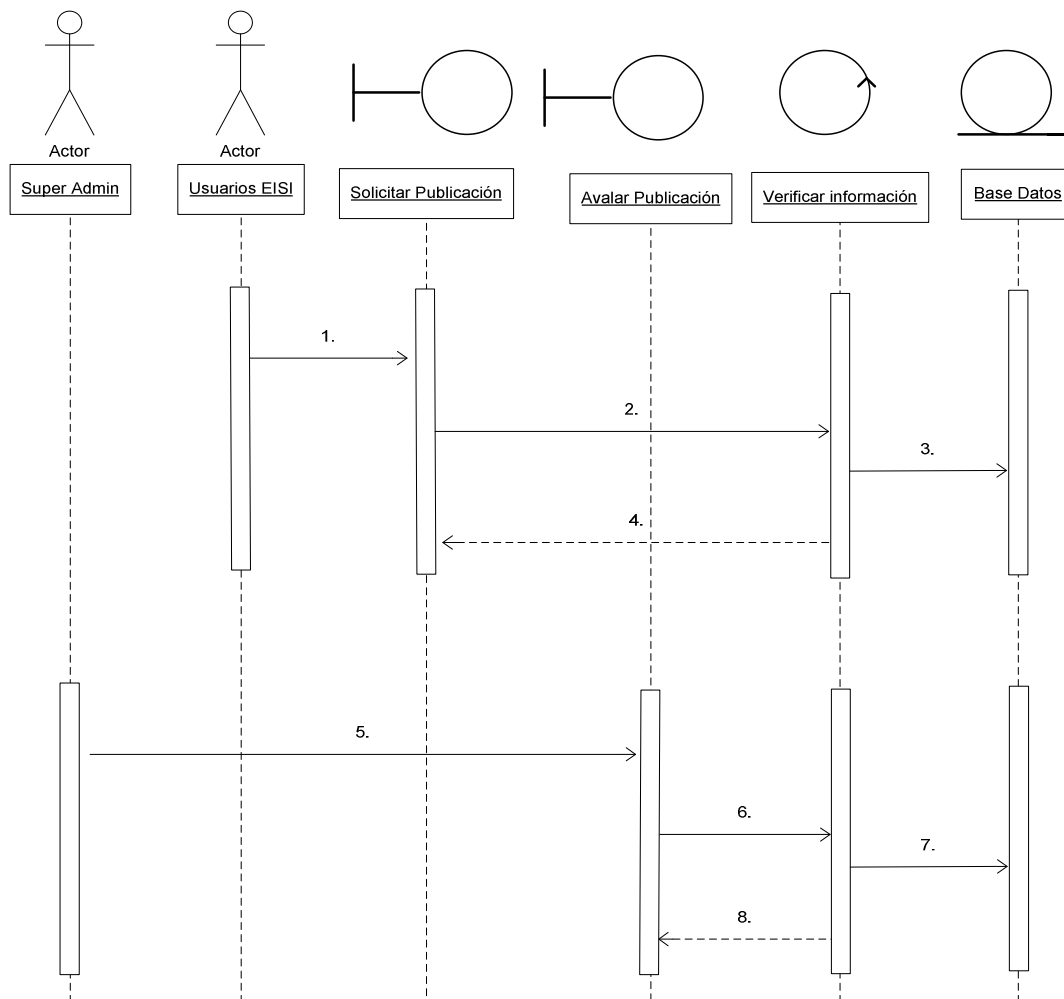 Actor
Actor
Super Admin
Usuarios EISI
Solicitar Publicación
Avalar Publicación
Verificar información
Base Datos
1.
2.
3.
4.
5.
6.
7.
8.